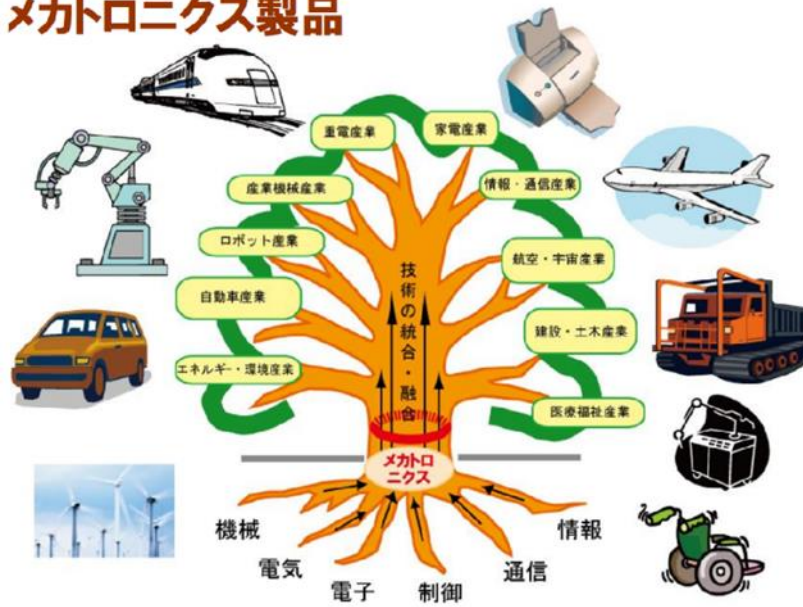 メカトロニクス製品
重電産業
家電産業
産業機械産業
情報・通信産業
ロボット産業
航空・宇宙産業
自動車産業
建設・土木産業
エネルギー・環境産業
医療福祉産業
技術の統合・融合
メカトロ
ニクス
機械
電気
電子
制御
通信
情報